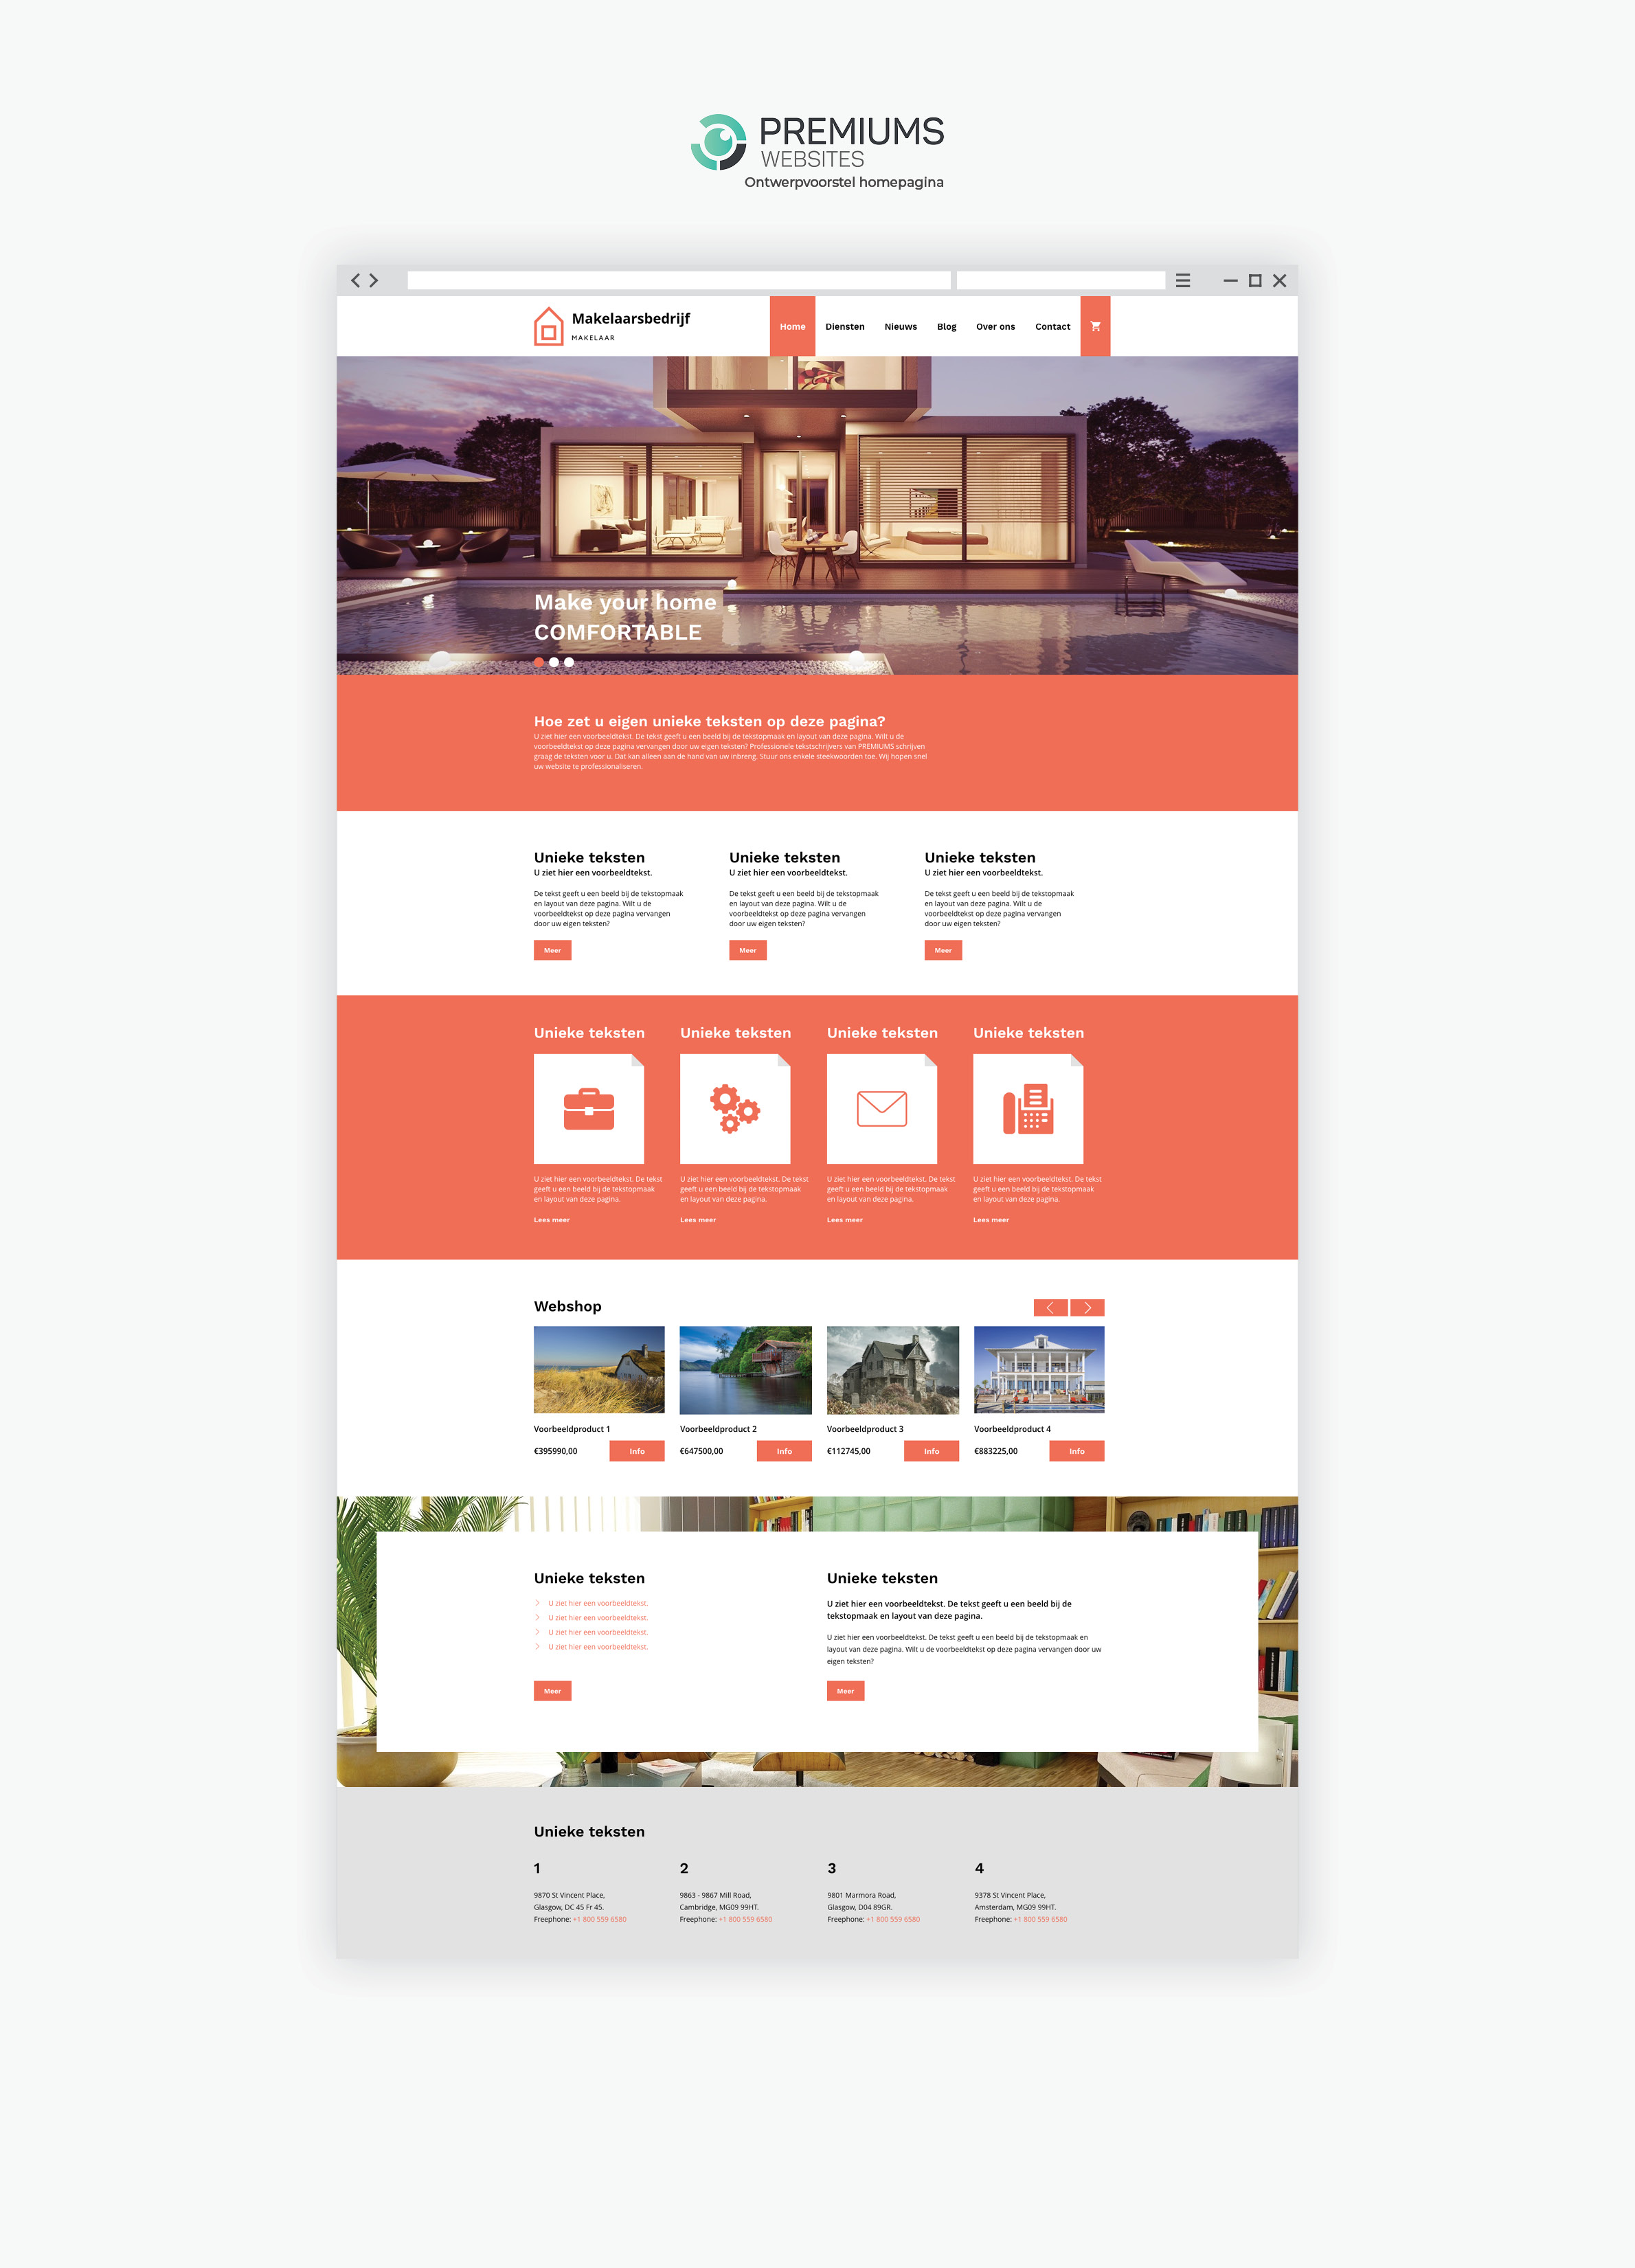 PREMIUMS
WEBSITES
Ontwerpvoorstel homepagina
Makelaarsbedrijf
MAKELAAR
Home Diensten Nieuws Blog Over ons Contact
Make your home
COMFORTABLE
Hoe zet u eigen unieke teksten op deze pagina?
U ziet hier een voorbeeldtekst. De tekst geeft u een beeld bij de tekstopmaak en layout van deze pagina. Wilt u de
voorbeeldtekst op deze pagina vervangen door uw eigen teksten? Professionele tekstschrijvers van PREMIUMS schrijven
graag de teksten voor u. Dat kan alleen aan de hand van uw inbreng. Stuur ons enkele steekwoorden toe. Wij hopen snel
uw website te professionaliseren.
Unieke teksten
U ziet hier een voorbeeldtekst.
De tekst geeft u een beeld bij de tekstopmaak
en layout van deze pagina. Wilt u de
voorbeeldtekst op deze pagina vervangen
door uw eigen teksten?
Meer
Unieke teksten
U ziet hier een voorbeeldtekst.
De tekst geeft u een beeld bij de tekstopmaak
en layout van deze pagina. Wilt u de
voorbeeldtekst op deze pagina vervangen
door uw eigen teksten?
Meer
Unieke teksten
U ziet hier een voorbeeldtekst.
De tekst geeft u een beeld bij de tekstopmaak
en layout van deze pagina. Wilt u de
voorbeeldtekst op deze pagina vervangen
door uw eigen teksten?
Meer
Unieke teksten
U ziet hier een voorbeeldtekst. De tekst
geeft u een beeld bij de tekstopmaak
en layout van deze pagina.
Lees meer
Unieke teksten
U ziet hier een voorbeeldtekst. De tekst
geeft u een beeld bij de tekstopmaak
en layout van deze pagina.
Lees meer
Unieke teksten
U ziet hier een voorbeeldtekst. De tekst
geeft u een beeld bij de tekstopmaak
en layout van deze pagina.
Lees meer
Unieke teksten
U ziet hier een voorbeeldtekst. De tekst
geeft u een beeld bij de tekstopmaak
en layout van deze pagina.
Lees meer
Webshop
Voorbeeldproduct 1
€395990,00 Info
Voorbeeldproduct 2
€647500,00 Info
Voorbeeldproduct 3
€112745,00 Info
Voorbeeldproduct 4
€883225,00 Info
Unieke teksten
U ziet hier een voorbeeldtekst.
U ziet hier een voorbeeldtekst.
U ziet hier een voorbeeldtekst.
U ziet hier een voorbeeldtekst.
Meer
Unieke teksten
U ziet hier een voorbeeldtekst. De tekst geeft u een beeld bij de
tekstopmaak en layout van deze pagina.
U ziet hier een voorbeeldtekst. De tekst geeft u een beeld bij de tekstopmaak en
layout van deze pagina. Wilt u de voorbeeldtekst op deze pagina vervangen door uw
eigen teksten?
Meer
Unieke teksten
1
9870 St Vincent Place,
Glasgow, DC 45 Fr 45.
Freephone: +1 800 559 6580
2
9863 - 9867 Mill Road,
Cambridge, MG09 99HT.
Freephone: +1 800 559 6580
3
9801 Marmora Road,
Glasgow, D04 89GR.
Freephone: +1 800 559 6580
4
9378 St Vincent Place,
Amsterdam, MG09 99HT.
Freephone: +1 800 559 6580